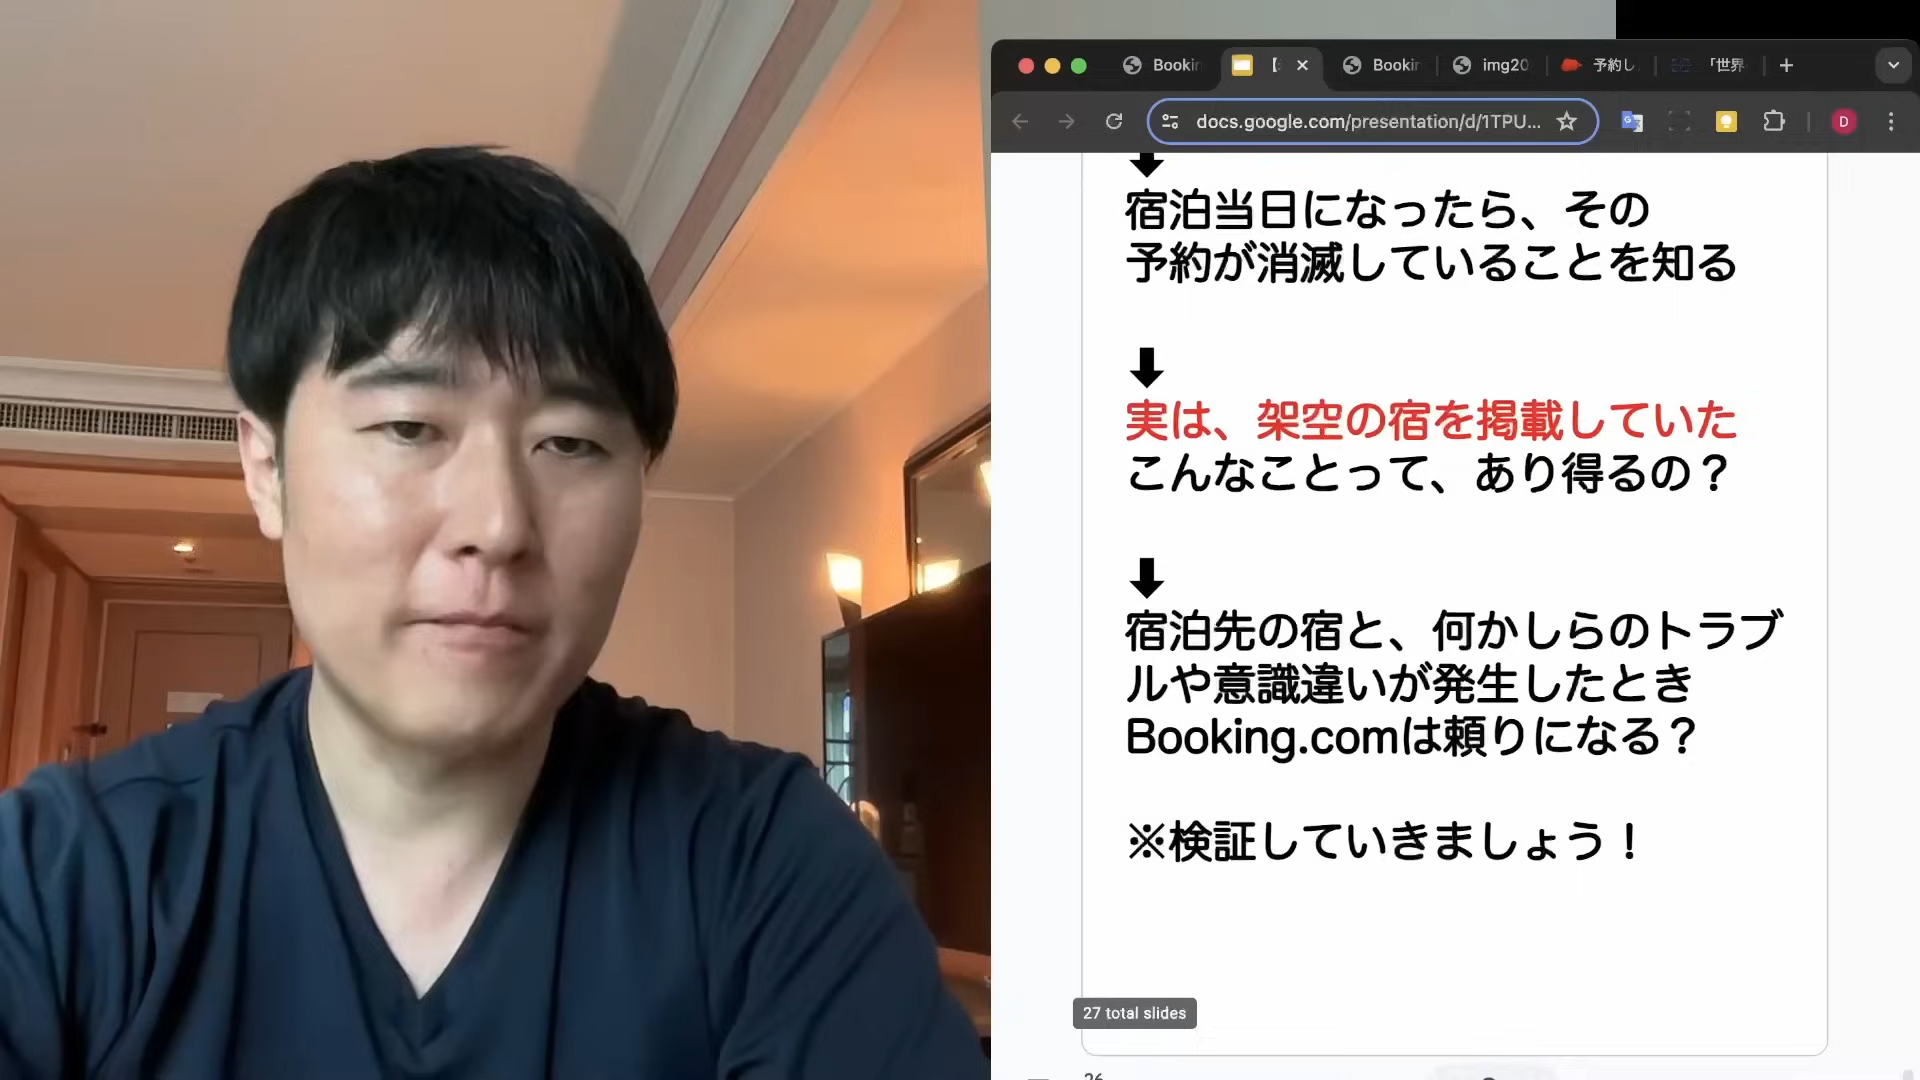 Bookin
【
Bookin
img20
予約し
「世界
docs.google.com/presentation/d/1TPU...
D
宿泊当日になったら、その
予約が消滅していることを知る
実は、架空の宿を掲載していた
こんなことって、あり得るの？
宿泊先の宿と、何かしらのトラブ
ルや意識違いが発生したとき
Booking.comは頼りになる？
※検証していきましょう！
27 total slides
26